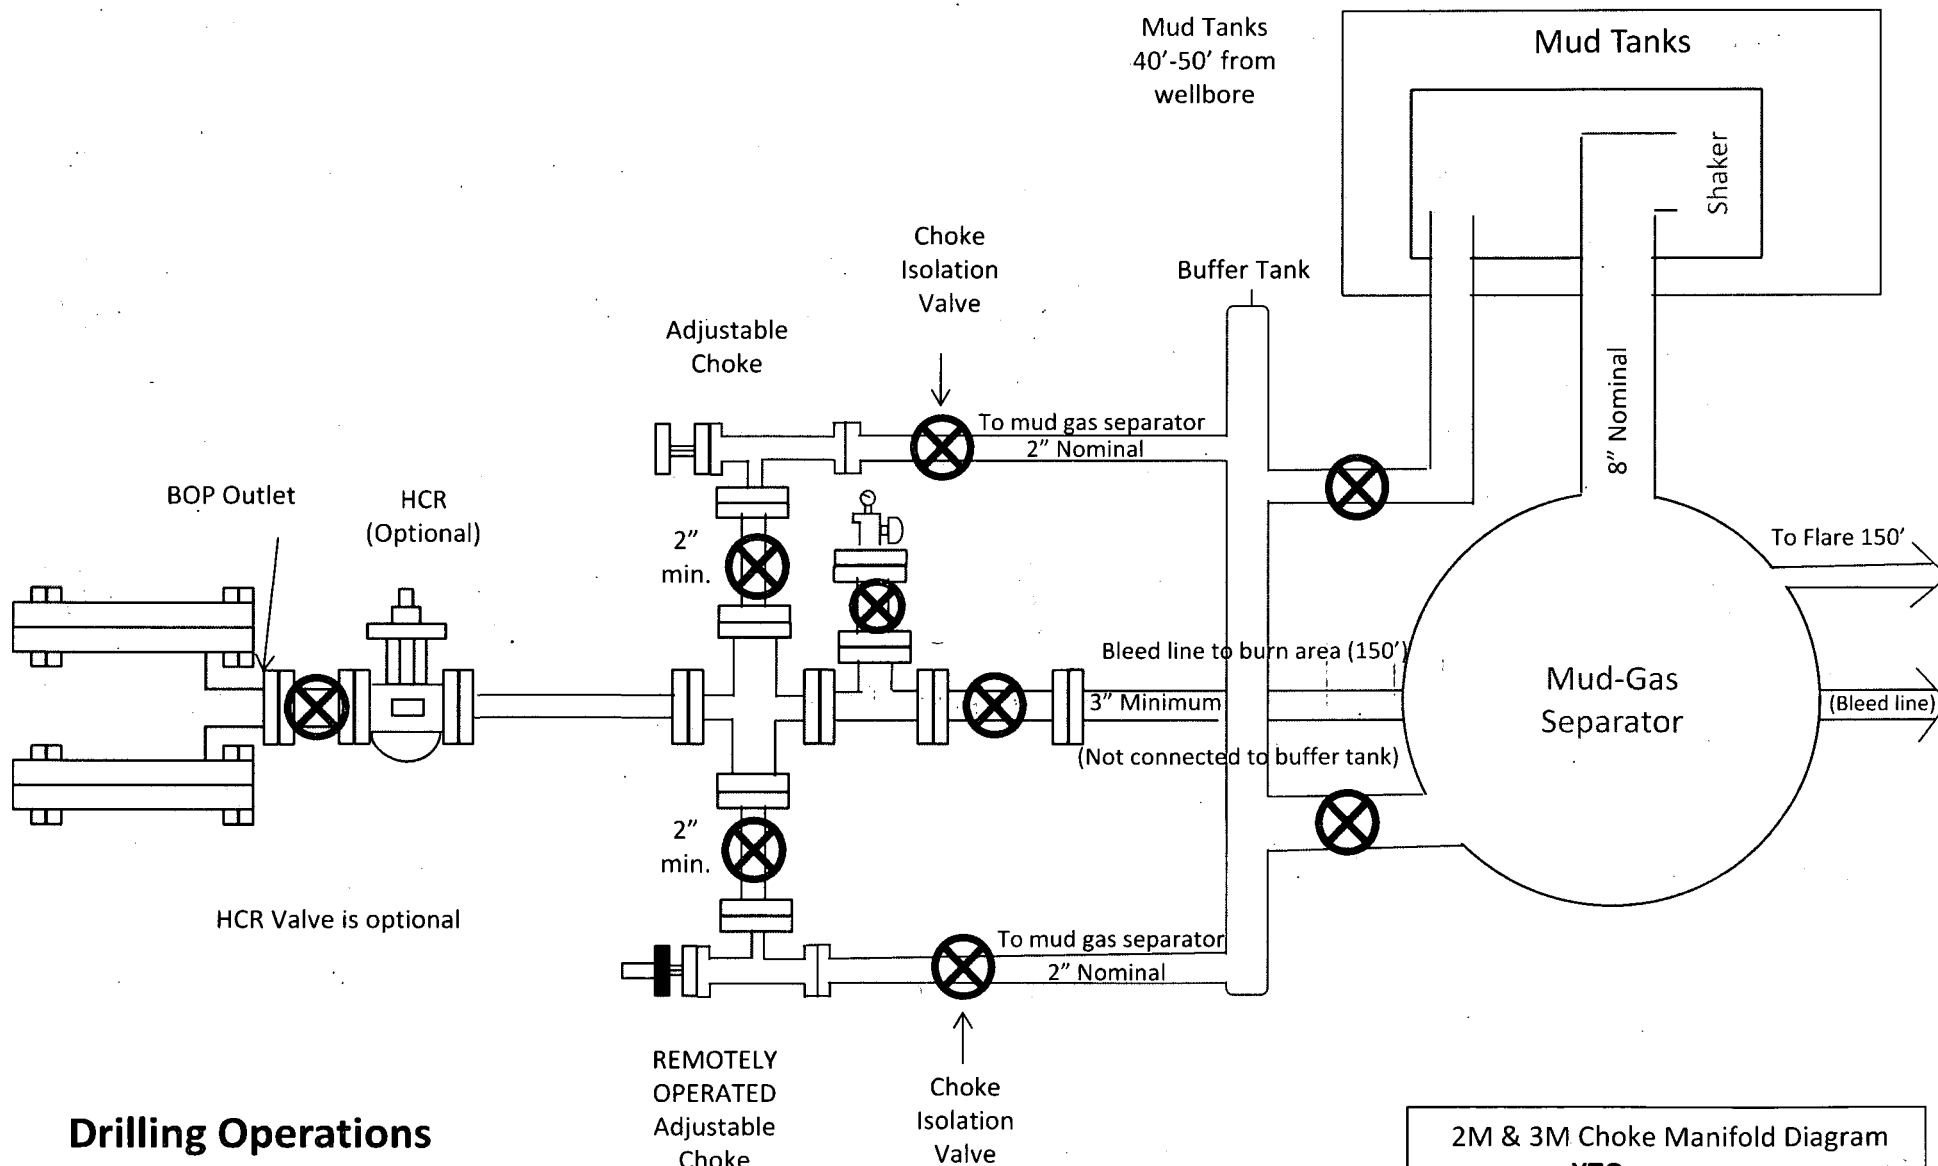 Mud Tanks
40'-50' from
wellbore
Mud Tanks
Shaker
Choke
Isolation
Valve
Buffer Tank
Adjustable
Choke
To mud gas separator
2" Nominal
8" Nominal
BOP Outlet
HCR
(Optional)
2"
min.
To Flare 150'
Bleed line to burn area (150')
3" Minimum
(Not connected to buffer tank)
Mud-Gas
Separator
(Bleed line)
2"
min.
HCR Valve is optional
To mud gas separator
2" Nominal
REMOTELY
OPERATED
Adjustable
Choke
Choke
Isolation
Valve
Drilling Operations
2M & 3M Choke Manifold Diagram